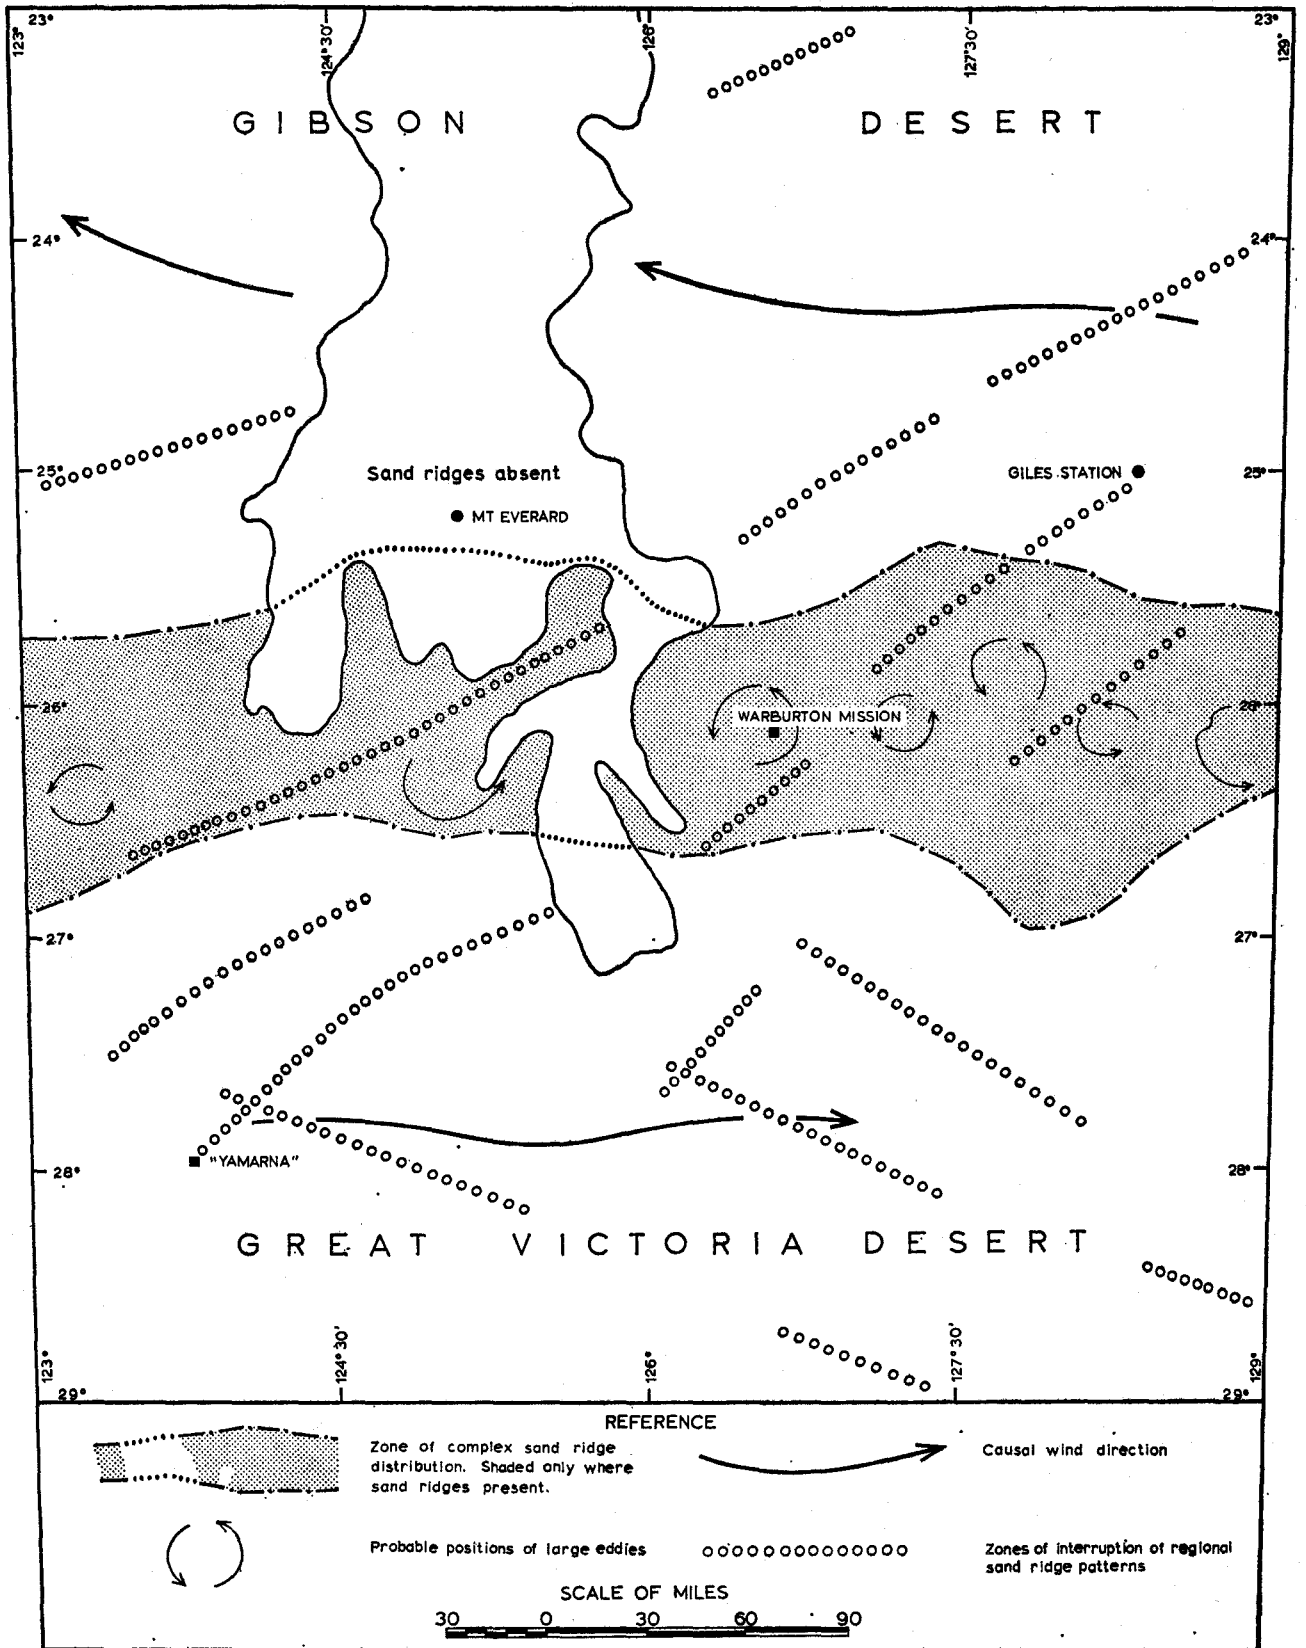 23°
23°
123°
124°30'
126°
127°30'
129°
GIBSON DESERT
24°
24°
25°
25°
Sand ridges absent
MT EVERARD
GILES STATION
26°
26°
WARBURTON MISSION
27°
27°
"YAMARNA"
28°
28°
GREAT VICTORIA DESERT
123°
124°30'
126°
127°30'
129°
29°
29°
REFERENCE
Zone of complex sand ridge
distribution. Shaded only where
sand ridges present.
Causal wind direction
Probable positions of large eddies
Zones of interruption of regional
sand ridge patterns
SCALE OF MILES
30 0 30 60 90